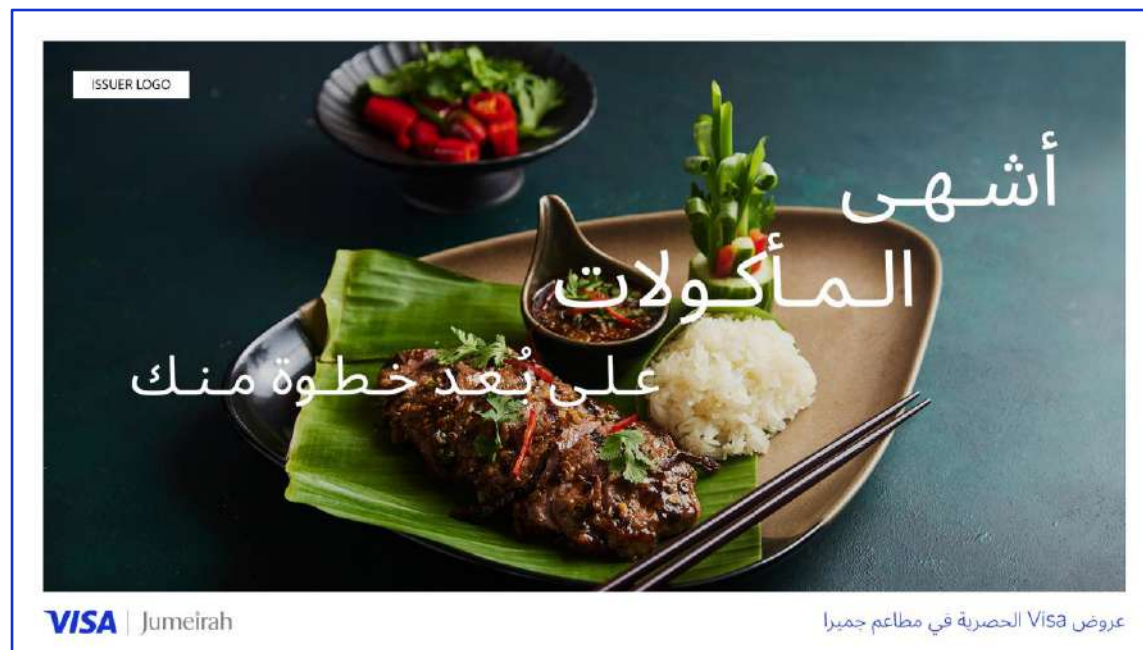 ISSUER LOGO
أشهى
المأكولات
على بُعد خطوة منك
VISA | Jumeirah
عروض Visa الحصرية في مطاعم جميرا